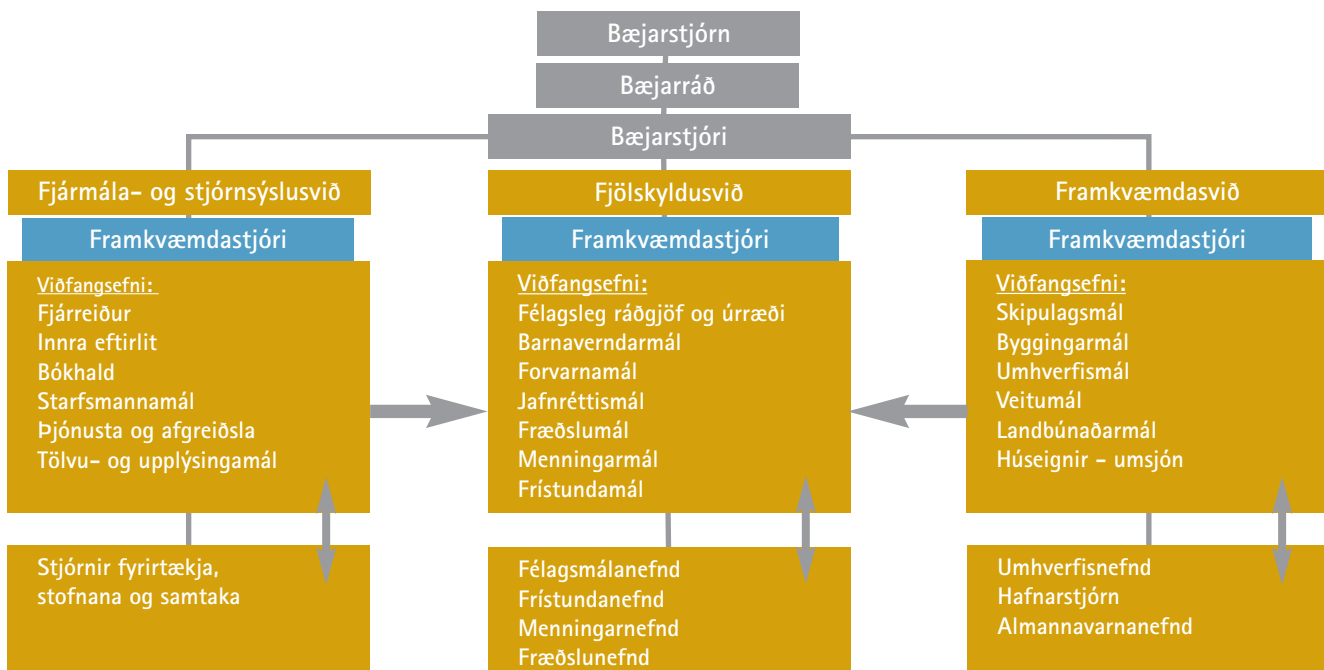 Bæjarstjórn
Bæjarráð
Bæjarstjóri
Fjármála- og stjórnsýslusvið
Framkvæmdastjóri
Viðfangsefni:
Fjárreiður
Innra eftirlit
Bókhald
Starfsmannamál
Þjónusta og afgreiðsla
Tölvu- og upplýsingamál
Stjórnir fyrirtækja,
stofnana og samtaka
Fjölskyldusvið
Framkvæmdastjóri
Viðfangsefni:
Félagsleg ráðgjöf og úrræði
Barnaverndarmál
Forvarnamál
Jafnréttismál
Fræðslumál
Menningarmál
Frístundamál
Félagsmálanefnd
Frístundanefnd
Menningarnefnd
Fræðslunefnd
Framkvæmdasvið
Framkvæmdastjóri
Viðfangsefni:
Skipulagsmál
Byggingarmál
Umhverfismál
Veitumál
Landbúnaðarmál
Húseignir - umsjón
Umhverfisnefnd
Hafnarstjórn
Almannavarnanefnd